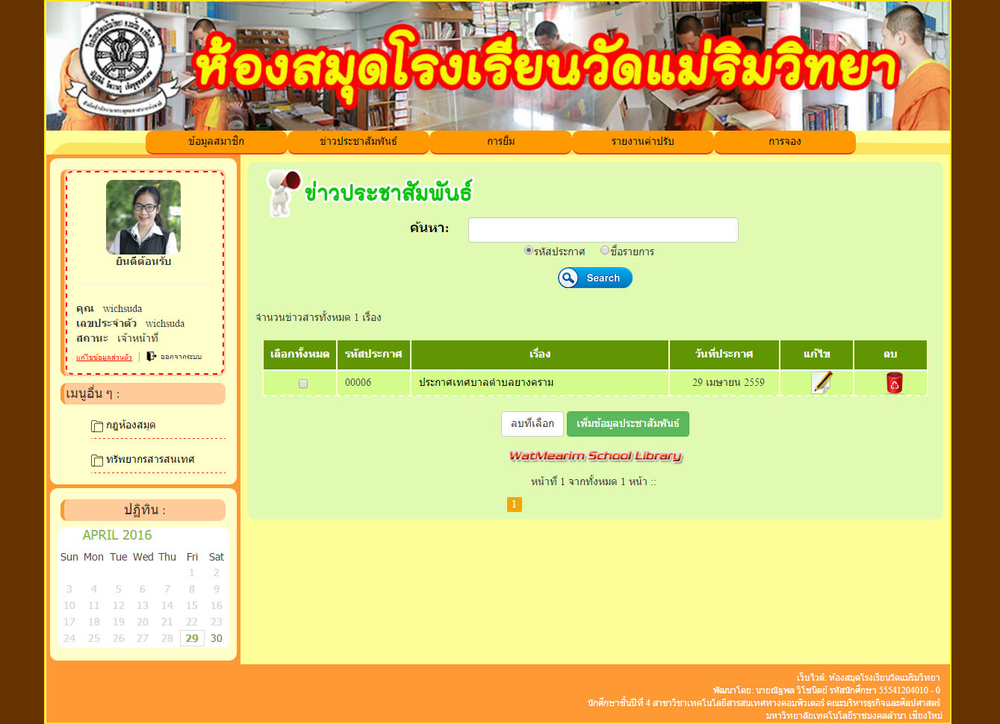 ห้องสมุดโรงเรียนวัดแม่ริมวิทยา
ข้อมูลสมาชิก ข่าวประชาสัมพันธ์ การยืม รายงานค่าปรับ การจอง
ยินดีต้อนรับ
คุณ wichsuda
เลขประจำตัว wichsuda
สถานะ เจ้าหน้าที่
แก้ไขข้อมูลส่วนตัว | ออกจากระบบ
เมนูอื่น ๆ :
กฎห้องสมุด
ทรัพยากรสารสนเทศ
ปฏิทิน :
APRIL 2016
Sun Mon Tue Wed Thu Fri Sat
1 2
3 4 5 6 7 8 9
10 11 12 13 14 15 16
17 18 19 20 21 22 23
24 25 26 27 28 29 30
ข่าวประชาสัมพันธ์
ค้นหา:
รหัสประกาศ ชื่อรายการ
Search
จำนวนข่าวสารทั้งหมด 1 เรื่อง
เลือกทั้งหมด รหัสประกาศ เรื่อง วันที่ประกาศ แก้ไข ลบ
00006 ประกาศเทศบาลตำบลยางคราม 29 เมษายน 2559
ลบที่เลือก เพิ่มข้อมูลประชาสัมพันธ์
WatMearim School Library
หน้าที่ 1 จากทั้งหมด 1 หน้า ::
1
เว็บไวต์: ห้องสมุดโรงเรียนวัดแม่ริมวิทยา
พัฒนาโดย: นายณัฐพล วิโชนิตย์ รหัสนักศึกษา 55541204010 - 0
นักศึกษาชั้นปีที่ 4 สาขาวิชาเทคโนโลยีสารสนเทศทางคอมพิวเตอร์ คณะบริหารธุรกิจและศิลปศาสตร์
มหาวิทยาลัยเทคโนโลยีราชมงคลล้านา เชียงใหม่